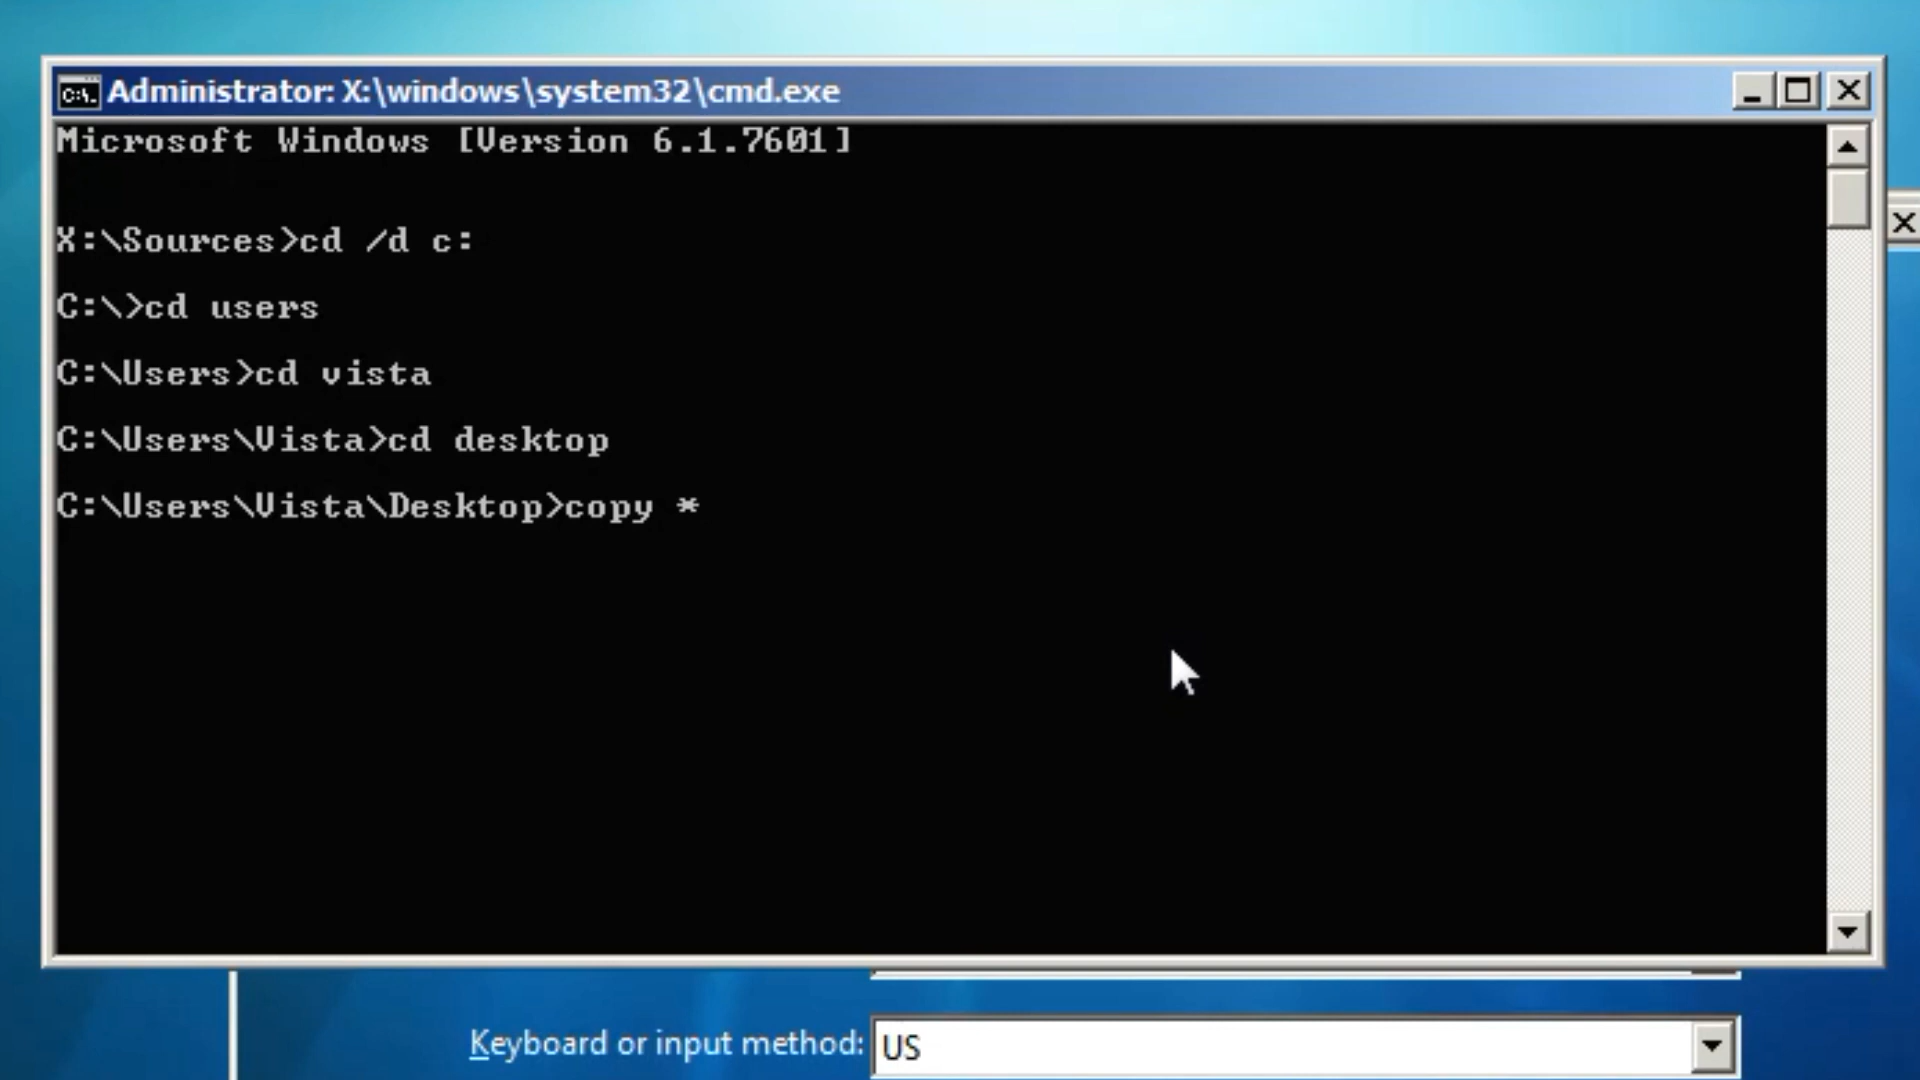 Administrator: X:\windows\system32\cmd.exe
Microsoft Windows [Version 6.1.7601]
X:\Sources>cd /d c:
C:\>cd users
C:\Users>cd vista
C:\Users\Vista>cd desktop
C:\Users\Vista\Desktop>copy *
Keyboard or input method: US